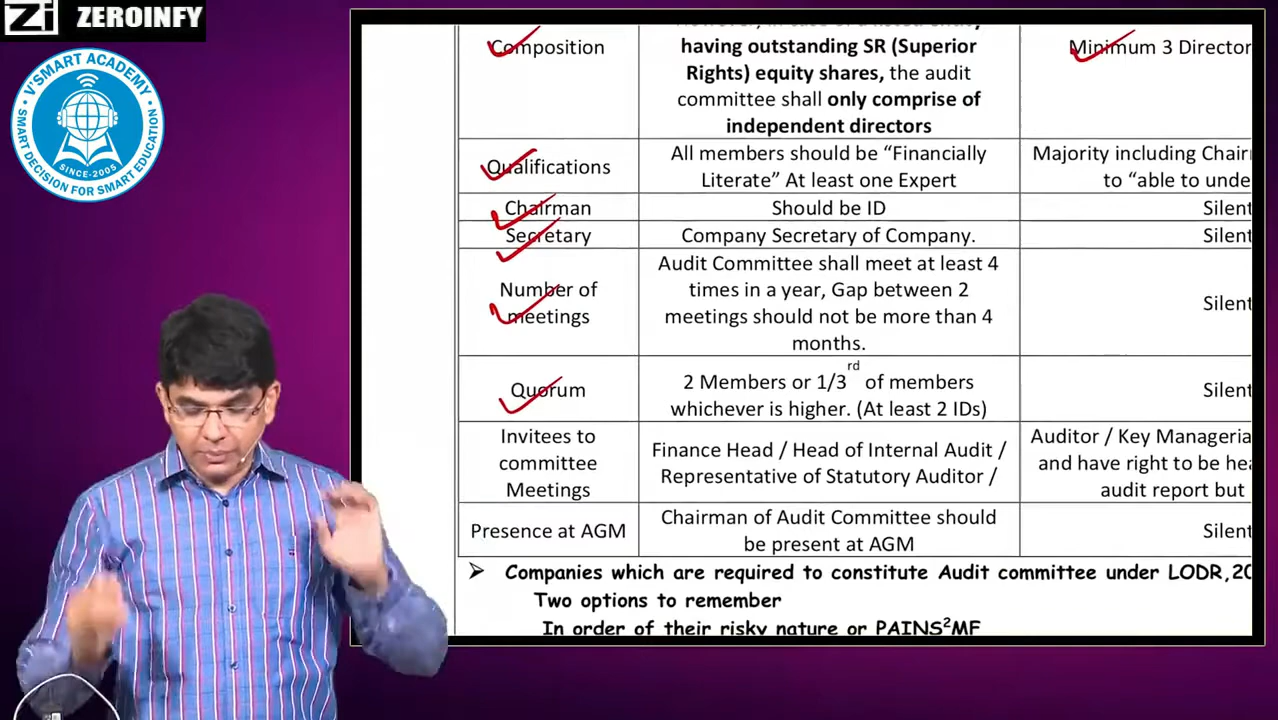 Zi ZEROINFY
V'SMART ACADEMY
SMART DECISION FOR SMART EDUCATION
SINCE-2005
Composition
having outstanding SR (Superior
Rights) equity shares, the audit
committee shall only comprise of
independent directors
Minimum 3 Director
Qualifications
All members should be “Financially
Literate” At least one Expert
Majority including Chair
to “able to unde
Chairman
Should be ID
Silent
Secretary
Company Secretary of Company.
Silent
Number of
meetings
Audit Committee shall meet at least 4
times in a year, Gap between 2
meetings should not be more than 4
months.
Silent
Quorum
2 Members or 1/3rd of members
whichever is higher. (At least 2 IDs)
Silent
Invitees to
committee
Meetings
Finance Head / Head of Internal Audit /
Representative of Statutory Auditor /
Auditor / Key Manageria
and have right to be hea
audit report but
Presence at AGM
Chairman of Audit Committee should
be present at AGM
Silent
➤ Companies which are required to constitute Audit committee under LODR,20
Two options to remember
In order of their risky nature or PAINS²MF